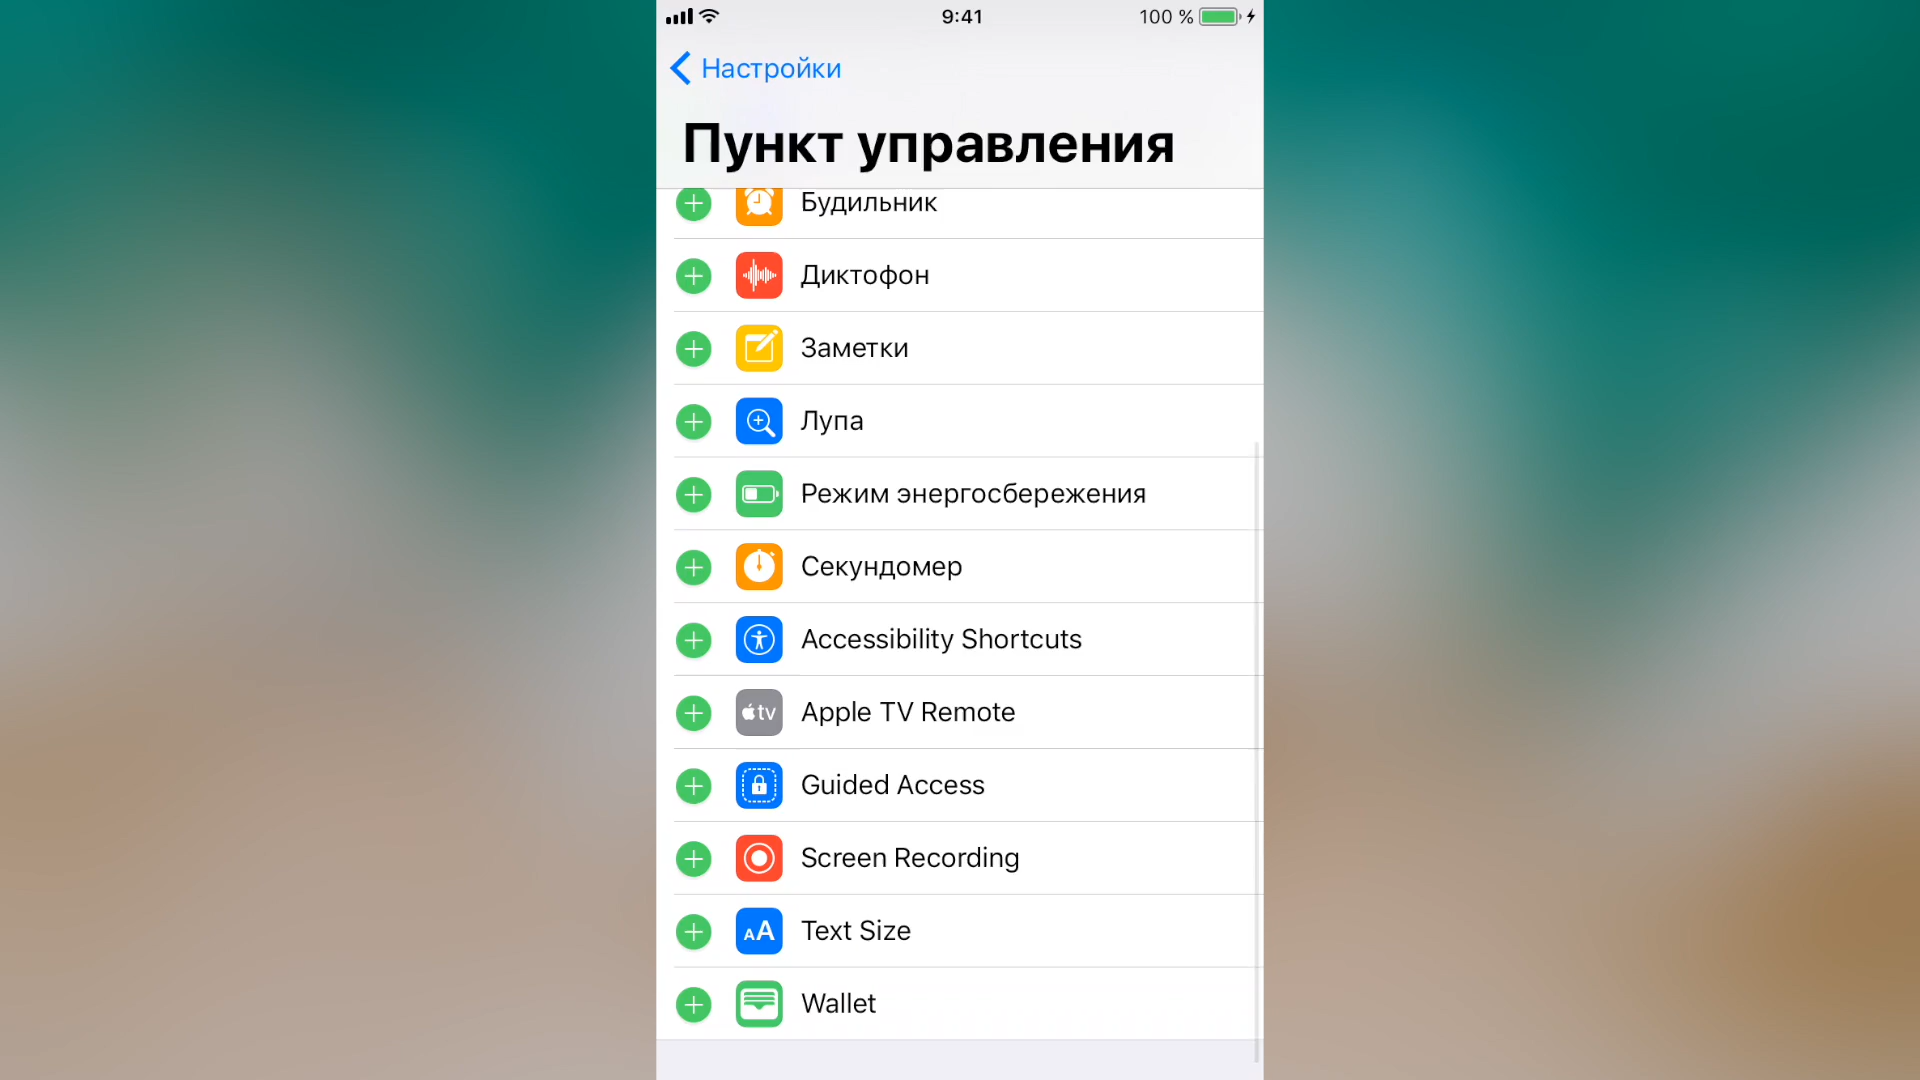 9:41
100 %
Настройки
Пункт управления
Будильник
Диктофон
Заметки
Лупа
Режим энергосбережения
Секундомер
Accessibility Shortcuts
tv
Apple TV Remote
Guided Access
Screen Recording
AA
Text Size
Wallet